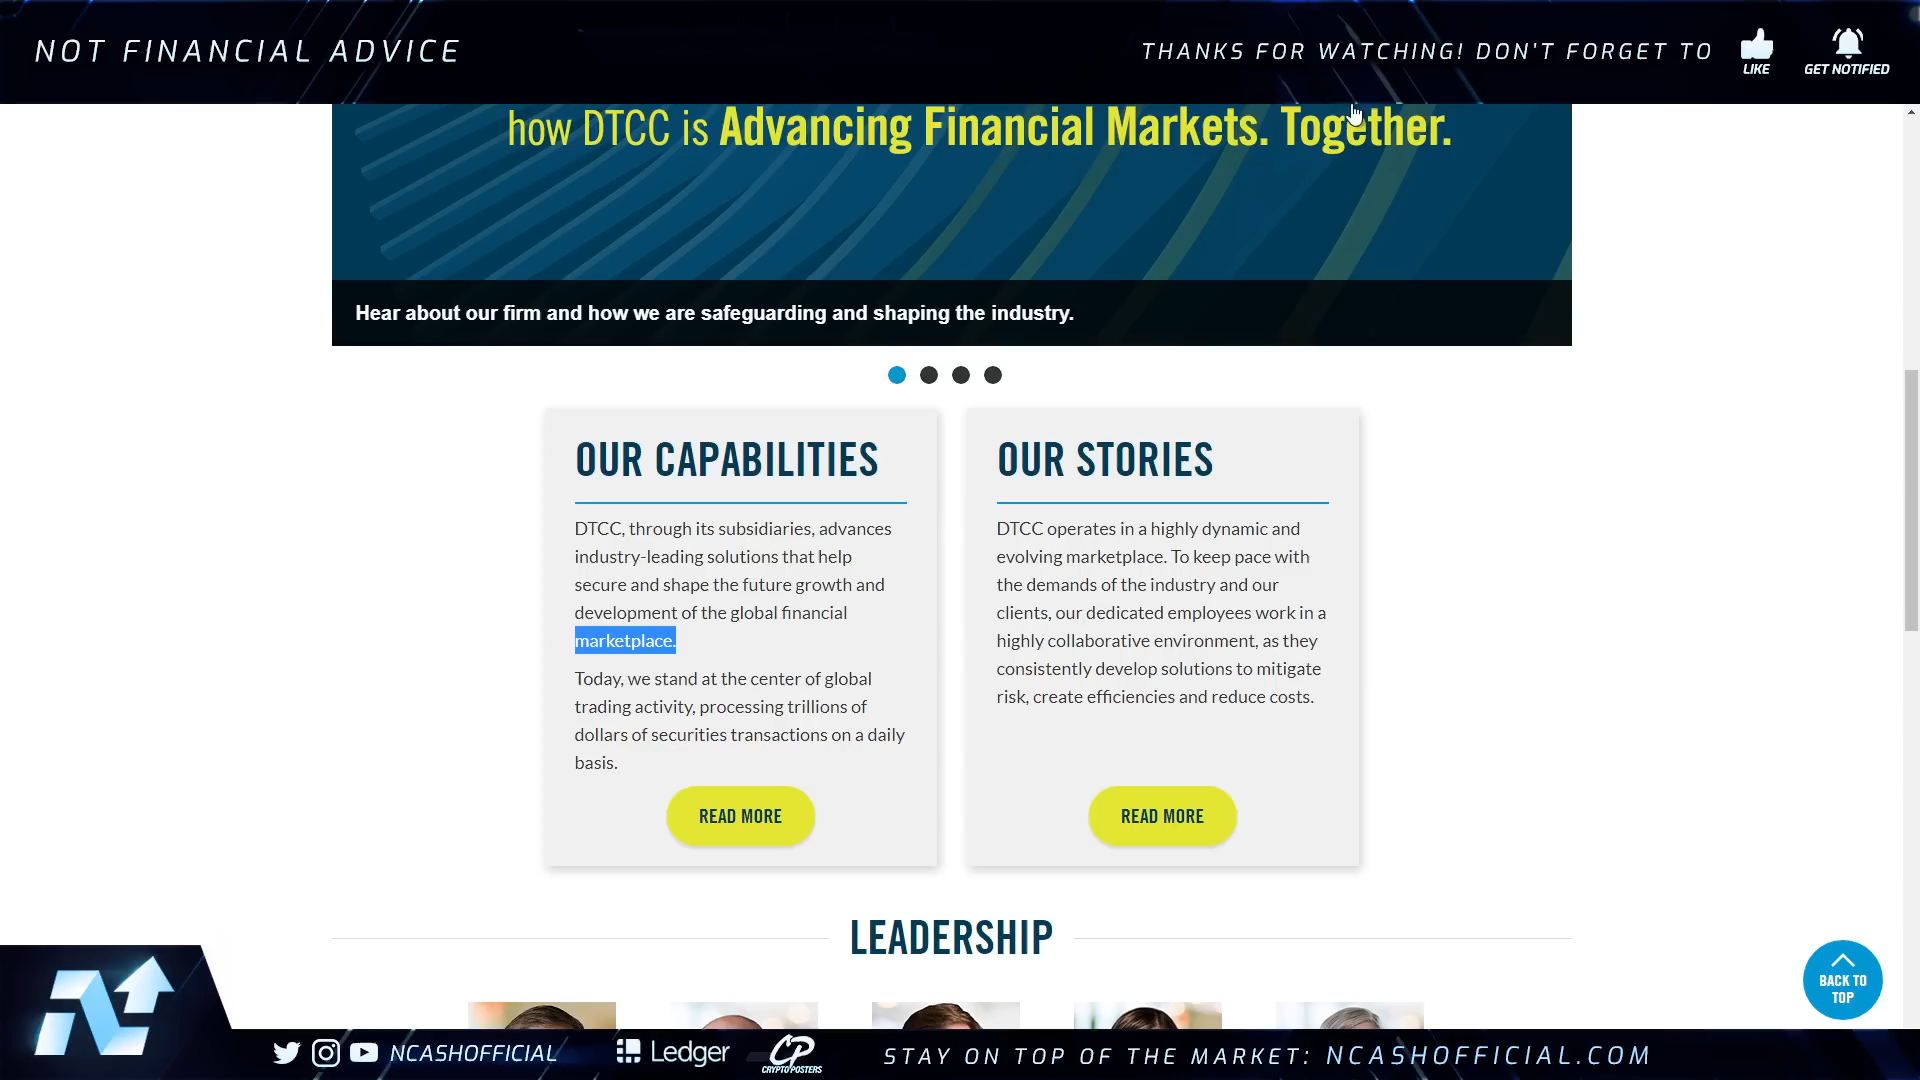 NOT FINANCIAL ADVICE
THANKS FOR WATCHING! DON'T FORGET TO
LIKE
GET NOTIFIED
how DTCC is Advancing Financial Markets. Together.
Hear about our firm and how we are safeguarding and shaping the industry.
OUR CAPABILITIES
DTCC, through its subsidiaries, advances
industry-leading solutions that help
secure and shape the future growth and
development of the global financial
marketplace.
Today, we stand at the center of global
trading activity, processing trillions of
dollars of securities transactions on a daily
basis.
READ MORE
OUR STORIES
DTCC operates in a highly dynamic and
evolving marketplace. To keep pace with
the demands of the industry and our
clients, our dedicated employees work in a
highly collaborative environment, as they
consistently develop solutions to mitigate
risk, create efficiencies and reduce costs.
READ MORE
LEADERSHIP
BACK TO
TOP
NCASHOFFICIAL
Ledger
CP
CRYPTO POSTERS
STAY ON TOP OF THE MARKET: NCASHOFFICIAL.COM